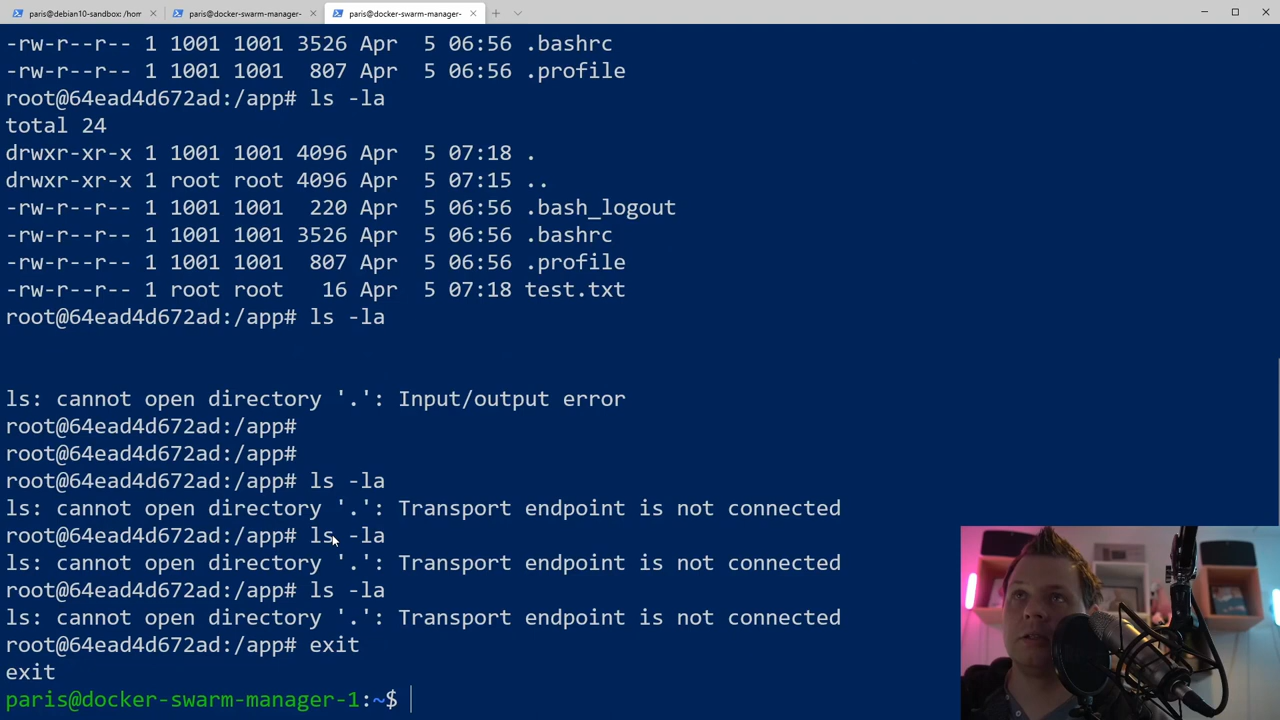 paris@debian10-sandbox: /hom
paris@docker-swarm-manager-
paris@docker-swarm-manager-
-rw-r--r-- 1 1001 1001 3526 Apr  5 06:56 .bashrc
-rw-r--r-- 1 1001 1001  807 Apr  5 06:56 .profile
root@64ead4d672ad:/app# ls -la
total 24
drwxr-xr-x 1 1001 1001 4096 Apr  5 07:18 .
drwxr-xr-x 1 root root 4096 Apr  5 07:15 ..
-rw-r--r-- 1 1001 1001  220 Apr  5 06:56 .bash_logout
-rw-r--r-- 1 1001 1001 3526 Apr  5 06:56 .bashrc
-rw-r--r-- 1 1001 1001  807 Apr  5 06:56 .profile
-rw-r--r-- 1 root root   16 Apr  5 07:18 test.txt
root@64ead4d672ad:/app# ls -la
ls: cannot open directory '.': Input/output error
root@64ead4d672ad:/app#
root@64ead4d672ad:/app#
root@64ead4d672ad:/app# ls -la
ls: cannot open directory '.': Transport endpoint is not connected
root@64ead4d672ad:/app# ls -la
ls: cannot open directory '.': Transport endpoint is not connected
root@64ead4d672ad:/app# ls -la
ls: cannot open directory '.': Transport endpoint is not connected
root@64ead4d672ad:/app# exit
exit
paris@docker-swarm-manager-1:~$